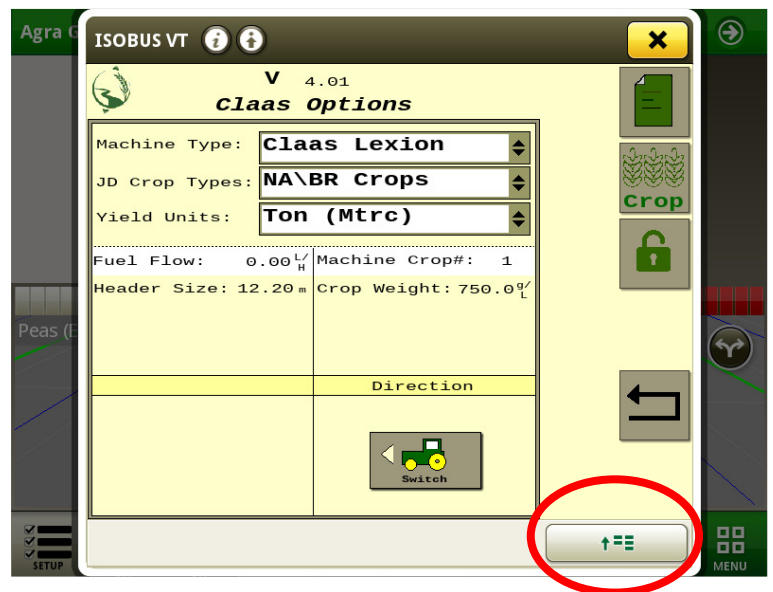 Agra G
ISOBUS VT
V 4.01
Claas Options
Machine Type: Claas Lexion
JD Crop Types: NA\BR Crops
Yield Units: Ton (Mtrc)
Crop
Fuel Flow: 0.00 L/H Machine Crop#: 1
Header Size: 12.20 m Crop Weight: 750.0 g/L
Peas (E
Direction
Switch
SETUP
MENU